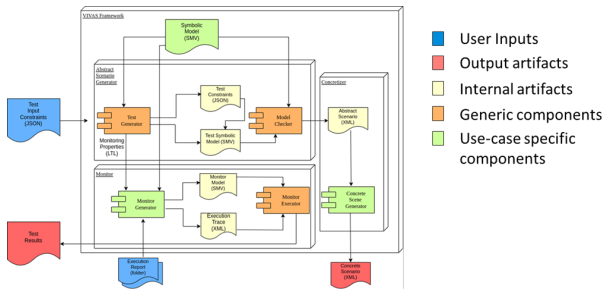 VIVAS Framework
Symbolic
Model
(SMV)
Abstract
Scenario
Generator
Test
Input
Constraints
(JSON)
Test
Generator
Test
Constraints
(JSON)
Test Symbolic
Model (SMV)
Model
Checker
Monitoring
Properties
(LTL)
Concretizer
Abstract
Scenario
(XML)
Concrete
Scene
Generator
Monitor
Monitor
Generator
Monitor
Model
(SMV)
Execution
Trace
(XML)
Monitor
Executor
Test
Results
Execution
Report
(folder)
Concrete
Scenario
(XML)
User Inputs
Output artifacts
Internal artifacts
Generic components
Use-case specific
components